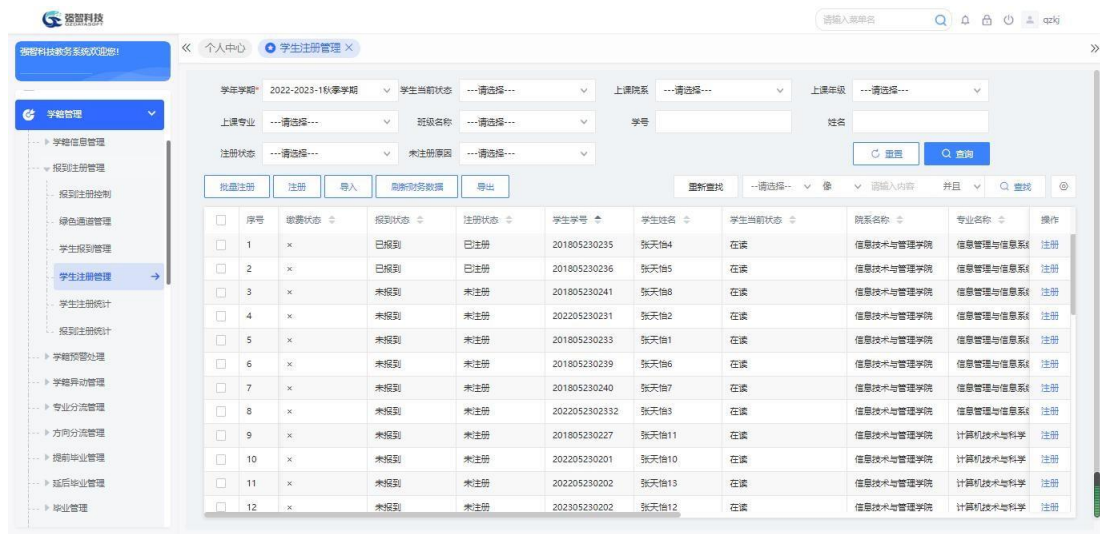 强智科技
QZDATASOFT
请输入菜单名
qzkj
强智科技教务系统欢迎您!
个人中心
学生注册管理
学籍管理
学籍信息管理
报到注册管理
报到注册控制
绿色通道管理
学生报到管理
学生注册管理
学生注册统计
报到注册统计
学籍预警处理
学籍异动管理
专业分流管理
方向分流管理
提前毕业管理
延后毕业管理
毕业管理
学年学期* 2022-2023-1秋季学期 学生当前状态 ---请选择--- 上课院系 ---请选择--- 上课年级 ---请选择---
上课专业 ---请选择--- 班级名称 ---请选择--- 学号 姓名
注册状态 ---请选择--- 未注册原因 ---请选择--- 重置 查询
批量注册 注册 导入 刷新财务数据 导出 重新查找 --请选择-- 像 请输入内容 并且 查找
序号 缴费状态 报到状态 注册状态 学生学号 学生姓名 学生当前状态 院系名称 专业名称 操作
1 × 已报到 已注册 201805230235 张天怡4 在读 信息技术与管理学院 信息管理与信息系统 注册
2 × 已报到 已注册 201805230236 张天怡5 在读 信息技术与管理学院 信息管理与信息系统 注册
3 × 未报到 未注册 201805230241 张天怡8 在读 信息技术与管理学院 信息管理与信息系统 注册
4 × 未报到 未注册 202205230231 张天怡2 在读 信息技术与管理学院 信息管理与信息系统 注册
5 × 未报到 未注册 201805230233 张天怡1 在读 信息技术与管理学院 信息管理与信息系统 注册
6 × 未报到 未注册 201805230239 张天怡6 在读 信息技术与管理学院 信息管理与信息系统 注册
7 × 未报到 未注册 201805230240 张天怡7 在读 信息技术与管理学院 信息管理与信息系统 注册
8 × 未报到 未注册 2022052302332 张天怡3 在读 信息技术与管理学院 信息管理与信息系统 注册
9 × 未报到 未注册 201805230227 张天怡11 在读 信息技术与管理学院 计算机技术与科学 注册
10 × 未报到 未注册 202205230201 张天怡10 在读 信息技术与管理学院 计算机技术与科学 注册
11 × 未报到 未注册 202205230202 张天怡13 在读 信息技术与管理学院 计算机技术与科学 注册
12 × 未报到 未注册 202305230202 张天怡12 在读 信息技术与管理学院 计算机技术与科学 注册